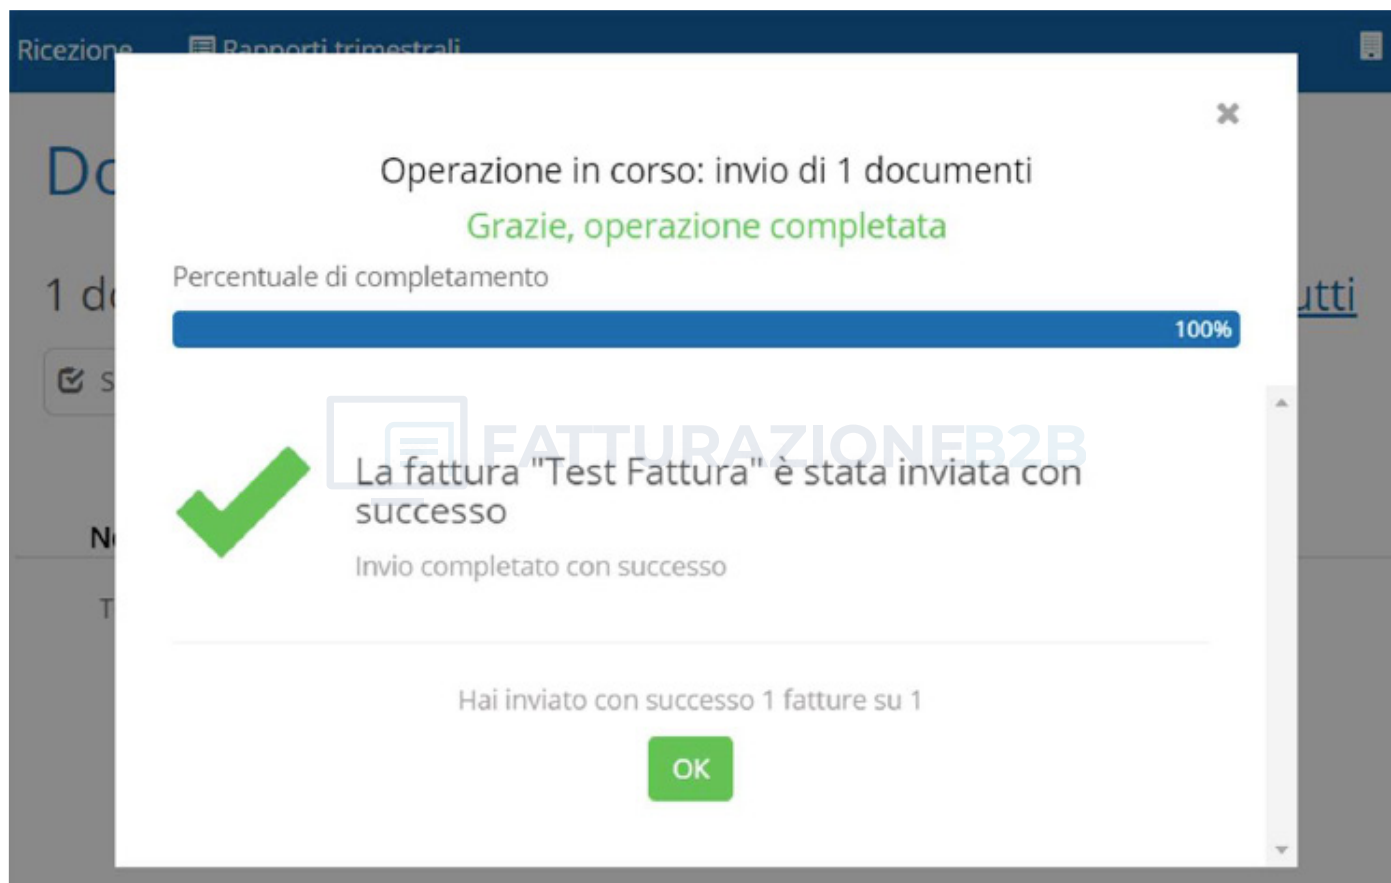 Ricezione Rapporti trimestrali
Operazione in corso: invio di 1 documenti
Grazie, operazione completata
Percentuale di completamento
100%
FATTURAZIONEB2B
La fattura "Test Fattura" è stata inviata con
successo
Invio completato con successo
Hai inviato con successo 1 fatture su 1
OK